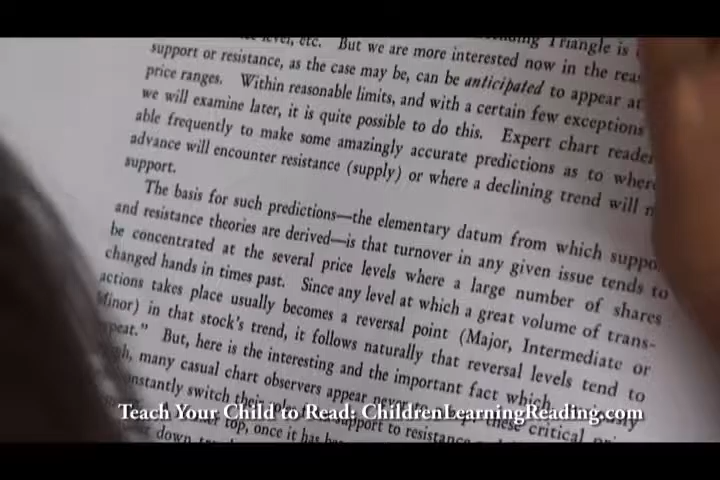 level, etc. But we are more interested now in the
support or resistance, as the case may be, can be anticipated to appear at
price ranges. Within reasonable limits, and with a certain few exceptions
we will examine later, it is quite possible to do this. Expert chart
able frequently to make some amazingly accurate predictions as to where
advance will encounter resistance (supply) or where a declining trend will
support.
The basis for such predictions—the elementary datum from which
and resistance theories are derived—is that turnover in any given issue tends to
be concentrated at the several price levels where a large number of shares
changed hands in times past. Since any level at which a great volume of trans-
actions takes place usually becomes a reversal point (Major, Intermediate or
Minor) in that stock's trend, it follows naturally that reversal levels tend to
But, here is the interesting and the important fact which,
many casual chart observers appear never to these critical
switch their support to resistance
top, once it has
down
Teach Your Child to Read: ChildrenLearningReading.com